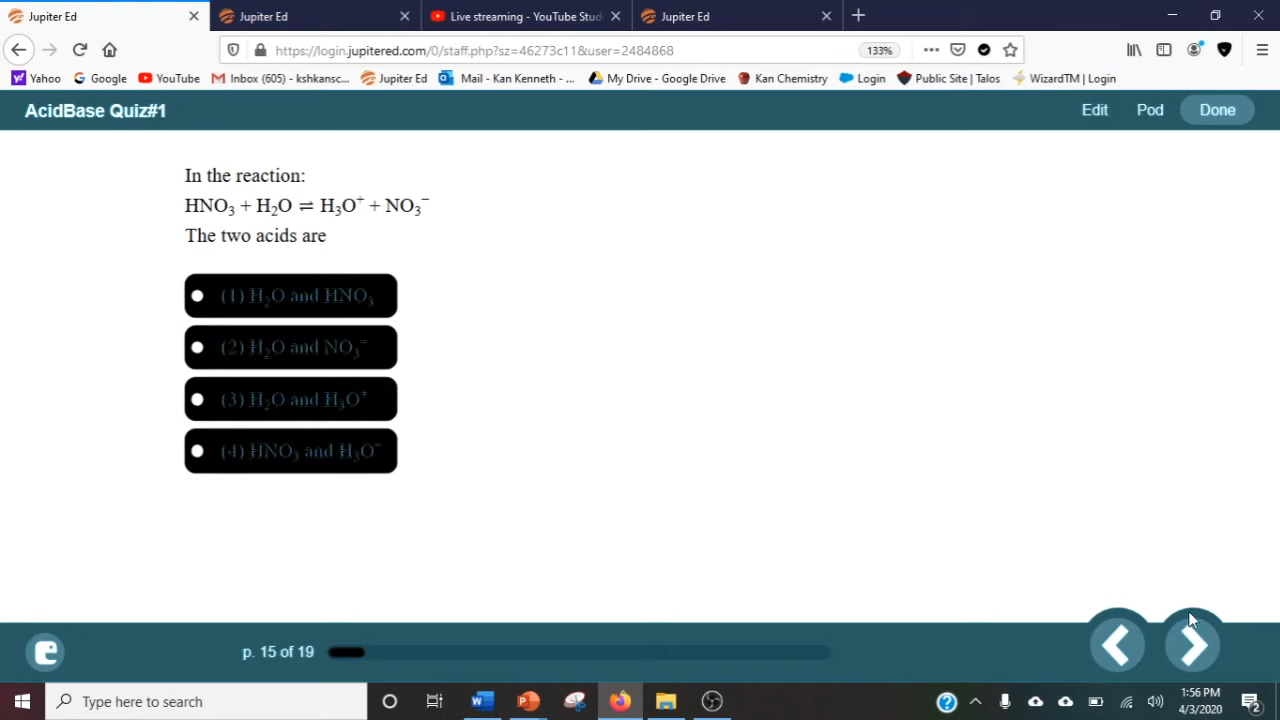 Jupiter Ed
Jupiter Ed
Live streaming - YouTube Stud
Jupiter Ed
https://login.jupitered.com/0/staff.php?sz=46273c11&user=2484868
133%
Yahoo
Google
YouTube
Inbox (605) - kshkansc...
Jupiter Ed
Mail - Kan Kenneth - ...
My Drive - Google Drive
Kan Chemistry
Login
Public Site | Talos
WizardTM | Login
AcidBase Quiz#1
Edit
Pod
Done
In the reaction:
HNO₃ + H₂O ⇌ H₃O⁺ + NO₃⁻
The two acids are
(1) H₂O and HNO₃
(2) H₂O and NO₃⁻
(3) H₂O and H₃O⁺
(4) HNO₃ and H₃O⁺
p. 15 of 19
Type here to search
1:56 PM
4/3/2020
2